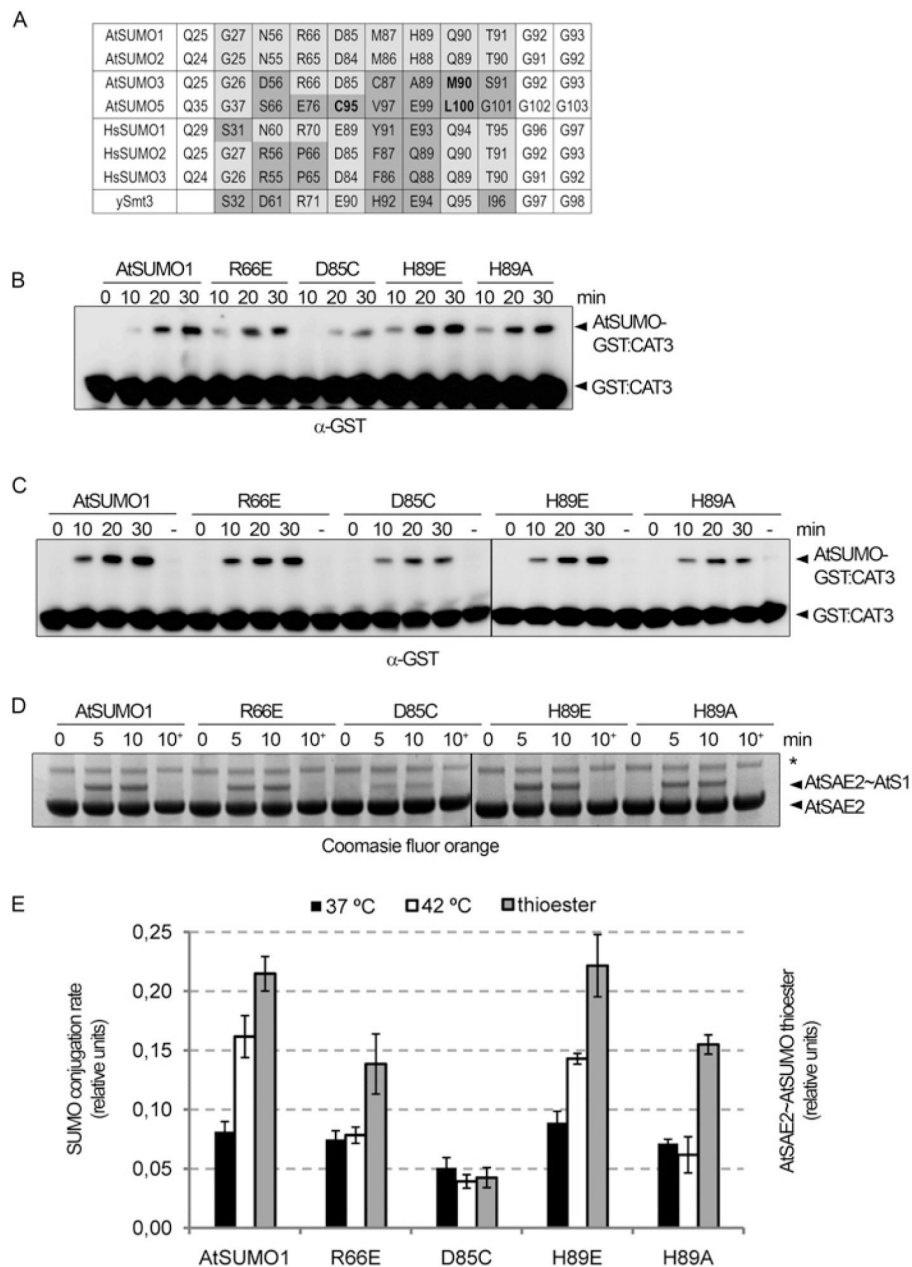 A
AtSUMO1 Q25 G27 N56 R66 D85 M87 H89 Q90 T91 G92 G93
AtSUMO2 Q24 G25 N55 R65 D84 M86 H88 Q89 T90 G91 G92
AtSUMO3 Q25 G26 D56 R66 D85 C87 A89 M90 S91 G92 G93
AtSUMO5 Q35 G37 S66 E76 C95 V97 E99 L100 G101 G102 G103
HsSUMO1 Q29 S31 N60 R70 E89 Y91 E93 Q94 T95 G96 G97
HsSUMO2 Q25 G27 R56 P66 D85 F87 Q89 Q90 T91 G92 G93
HsSUMO3 Q24 G26 R55 P65 D84 F86 Q88 Q89 T90 G91 G92
ySmt3 S32 D61 R71 E90 H92 E94 Q95 I96 G97 G98
B
AtSUMO1 R66E D85C H89E H89A
0 10 20 30 10 20 30 10 20 30 10 20 30 10 20 30 min
AtSUMO-
GST:CAT3
GST:CAT3
α-GST
C
AtSUMO1 R66E D85C H89E H89A
0 10 20 30 - 0 10 20 30 - 0 10 20 30 - 0 10 20 30 - 0 10 20 30 - min
AtSUMO-
GST:CAT3
GST:CAT3
α-GST
D
AtSUMO1 R66E D85C H89E H89A
0 5 10 10+ 0 5 10 10+ 0 5 10 10+ 0 5 10 10+ 0 5 10 10+ min
*
AtSAE2~AtS1
AtSAE2
Coomasie fluor orange
E
37 ºC 42 ºC thioester
SUMO conjugation rate
(relative units)
0,25
0,20
0,15
0,10
0,05
0,00
AtSUMO1 R66E D85C H89E H89A
AtSAE2~AtSUMO thioester
(relative units)